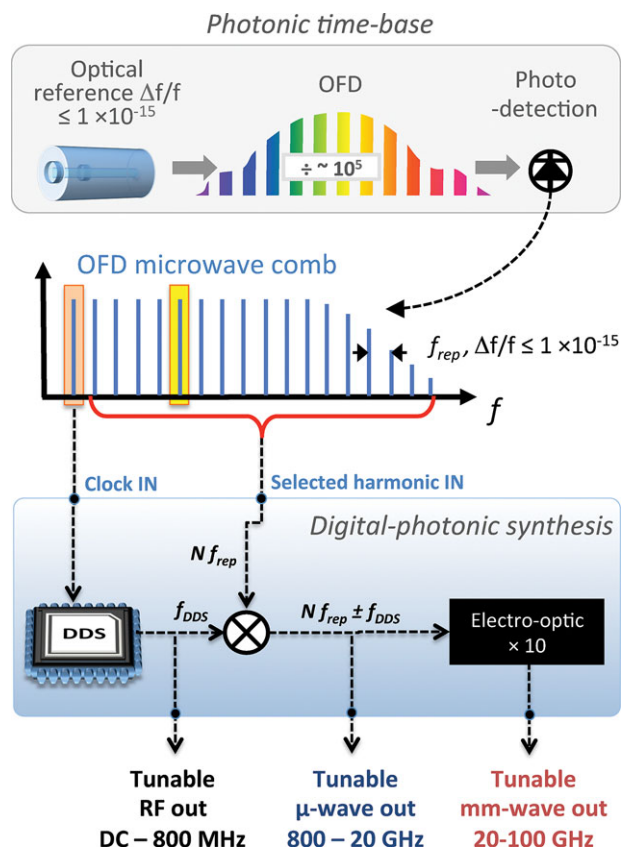 Photonic time-base
Optical
reference Δf/f
≤ 1 ×10⁻¹⁵
OFD
÷ ~ 10⁵
Photo
-detection
OFD microwave comb
f_rep , Δf/f ≤ 1 ×10⁻¹⁵
f
Clock IN
Selected harmonic IN
Digital-photonic synthesis
N f_rep
DDS
f_DDS
N f_rep ± f_DDS
Electro-optic
× 10
Tunable
RF out
DC – 800 MHz
Tunable
μ-wave out
800 – 20 GHz
Tunable
mm-wave out
20-100 GHz